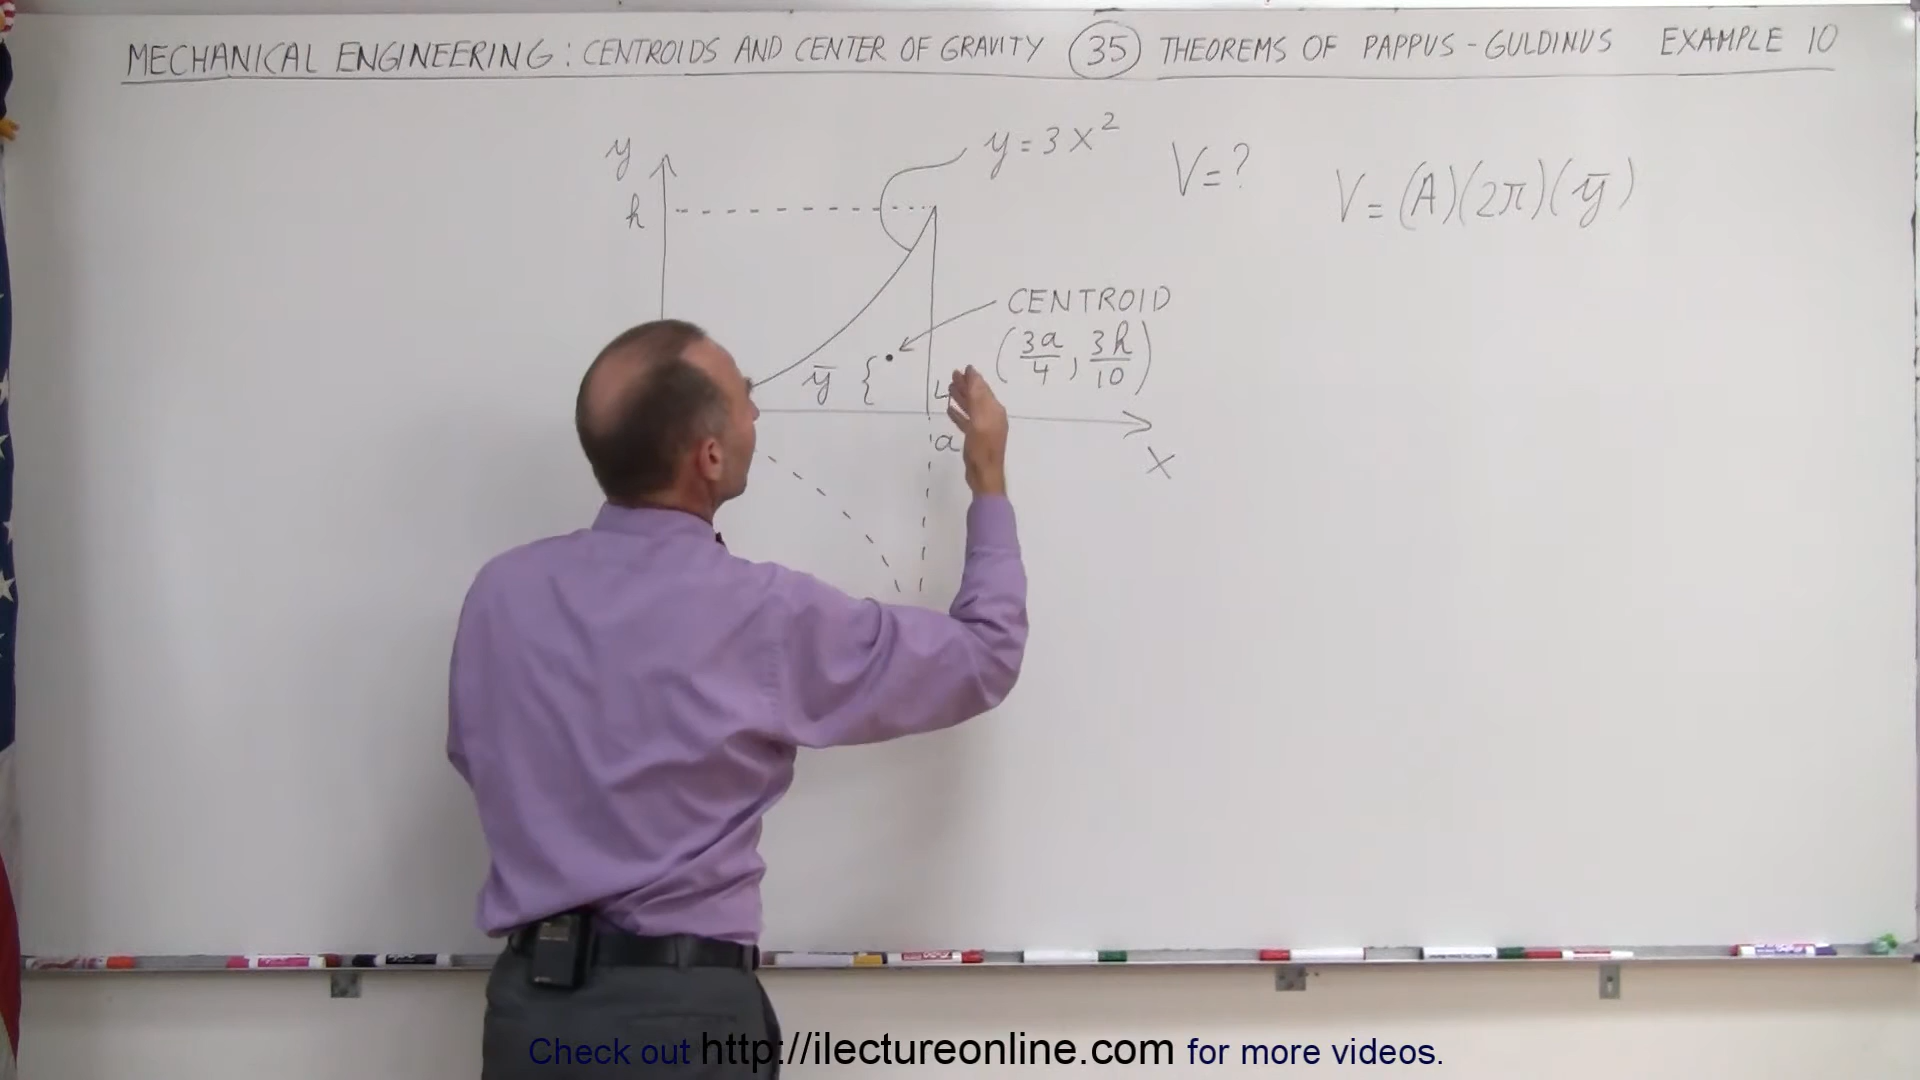 MECHANICAL ENGINEERING: CENTROIDS AND CENTER OF GRAVITY 35 THEOREMS OF PAPPUS-GULDINUS EXAMPLE 10
y
h
y = 3x²
V = ?
V = (A)(2π)(ȳ)
CENTROID
(3a/4, 3h/10)
ȳ {
a
X
Check out http://ilectureonline.com for more videos.